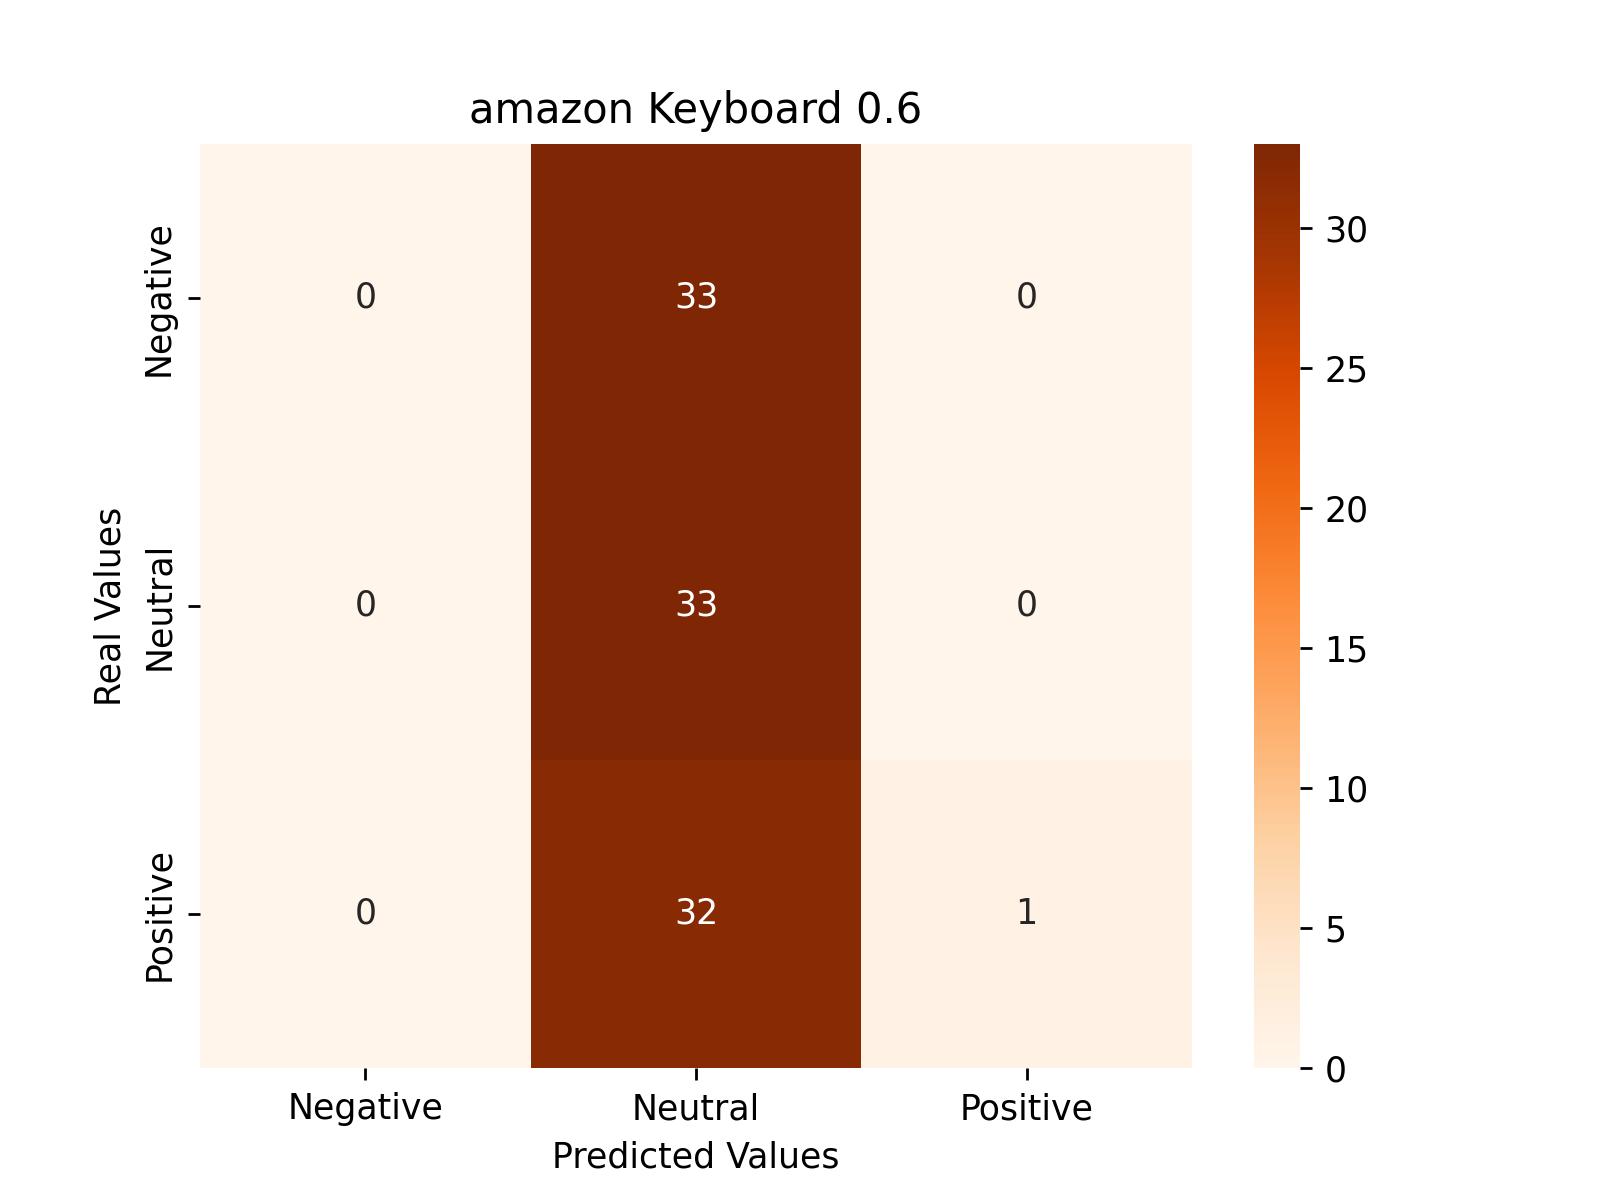 amazon Keyboard 0.6
Real Values
Negative
0 33 0
Neutral
0 33 0
Positive
0 32 1
Negative Neutral Positive
Predicted Values
30
25
20
15
10
5
0